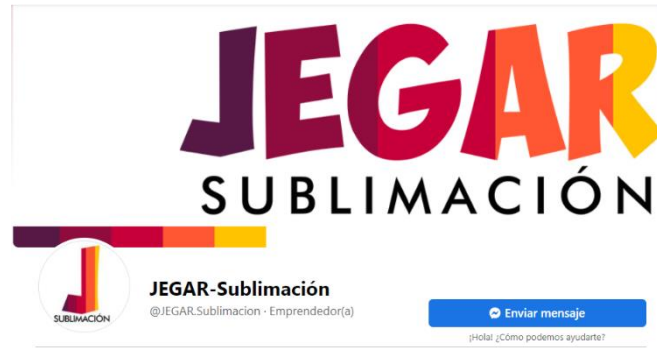 JEGAR
SUBLIMACIÓN
SUBLIMACIÓN
JEGAR-Sublimación
@JEGAR.Sublimacion · Emprendedor(a)
Enviar mensaje
¡Hola! ¿Cómo podemos ayudarte?